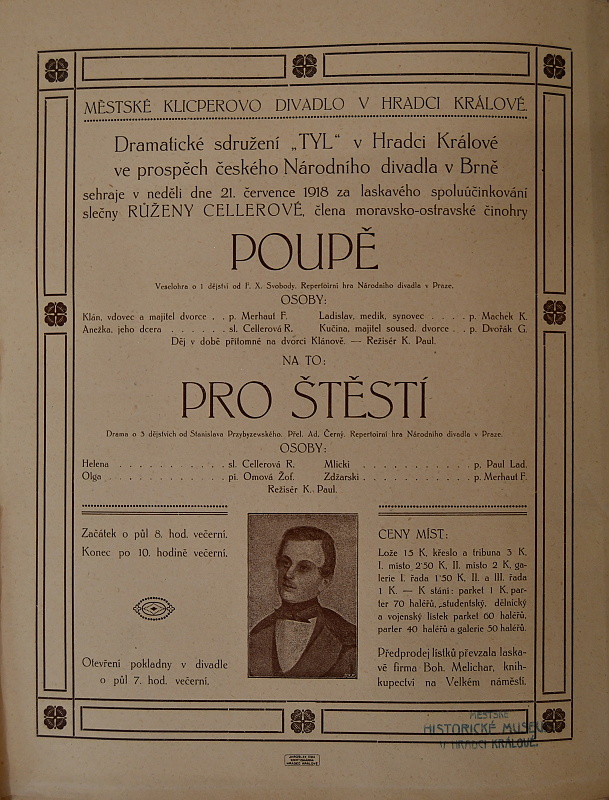 MĚSTSKÉ KLICPEROVO DIVADLO V HRADCI KRÁLOVÉ.
Dramatické sdružení „TYL“ v Hradci Králové
ve prospěch českého Národního divadla v Brně
sehraje v neděli dne 21. července 1918 za laskavého spoluúčinkování
slečny RŮŽENY CELLEROVÉ, člena moravsko-ostravské činohry
POUPĚ
Veselohra o 1 dějství od F. X. Svobody. Repertoirní hra Národního divadla v Praze.
OSOBY:
Klán, vdovec a majitel dvorce . . p. Merhaut F.
Anežka, jeho dcera . . . . . . . sl. Cellerová R.
Ladislav, medik, synovec . . . . p. Machek K.
Kučina, majitel soused. dvorce . . p. Dvořák G.
Děj v době přítomné na dvorci Klánově. — Režisér K. Paul.
NA TO:
PRO ŠTĚSTÍ
Drama o 3 dějstvích od Stanislava Przybyzewského. Přel. Ad. Černý. Repertoirní hra Národního divadla v Praze.
OSOBY:
Helena . . . . . . . . . . . sl. Cellerová R.
Olga . . . . . . . . . . . . pí. Omová Žof.
Mlicki . . . . . . . . . . . p. Paul Lad.
Zdžarski . . . . . . . . . . p. Merhaut F.
Režisér K. Paul.
Začátek o půl 8. hod. večerní.
Konec po 10. hodině večerní.
Otevření pokladny v divadle
o půl 7. hod. večerní.
CENY MÍST:
Lože 15 K, křeslo a tribuna 3 K,
I. místo 2'50 K, II. místo 2 K, ga-
lerie I. řada 1'50 K, II. a III. řada
1 K. — K stání: parket 1 K, par-
ter 70 haléřů, „studentský, dělnický
a vojenský lístek parket 60 haléřů,
parter 40 haléřů a galerie 50 haléřů.
Předprodej lístků převzala laska-
vě firma Boh. Melichar, knih-
kupectví na Velkém náměstí.
MĚSTSKÉ
HISTORICKÉ MUSEUM
V HRADCI KRÁLOVÉ.
HRADEC KRÁLOVÉ